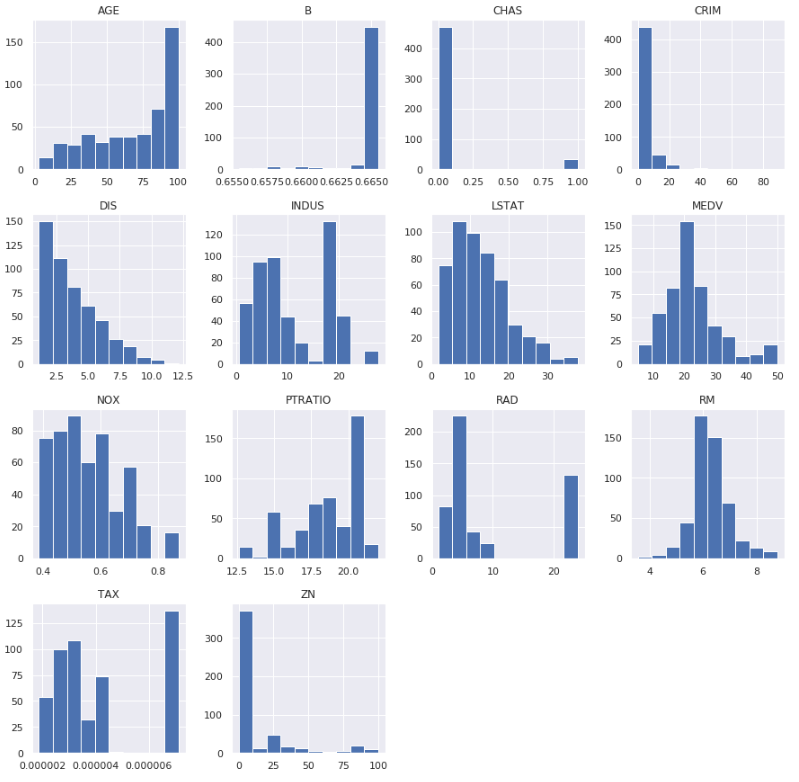 AGE
150
100
50
0
0 25 50 75 100
B
400
300
200
100
0
0.6550 0.6575 0.6600 0.6625 0.6650
CHAS
400
300
200
100
0
0.00 0.25 0.50 0.75 1.00
CRIM
400
300
200
100
0
0 20 40 60 80
DIS
150
125
100
75
50
25
0
2.5 5.0 7.5 10.0 12.5
INDUS
120
100
80
60
40
20
0
0 10 20
LSTAT
100
80
60
40
20
0
0 10 20 30
MEDV
150
125
100
75
50
25
0
10 20 30 40 50
NOX
80
60
40
20
0
0.4 0.6 0.8
PTRATIO
150
100
50
0
12.5 15.0 17.5 20.0
RAD
200
150
100
50
0
0 10 20
RM
150
100
50
0
4 6 8
TAX
125
100
75
50
25
0
0.000002 0.000004 0.000006
ZN
300
200
100
0
0 25 50 75 100